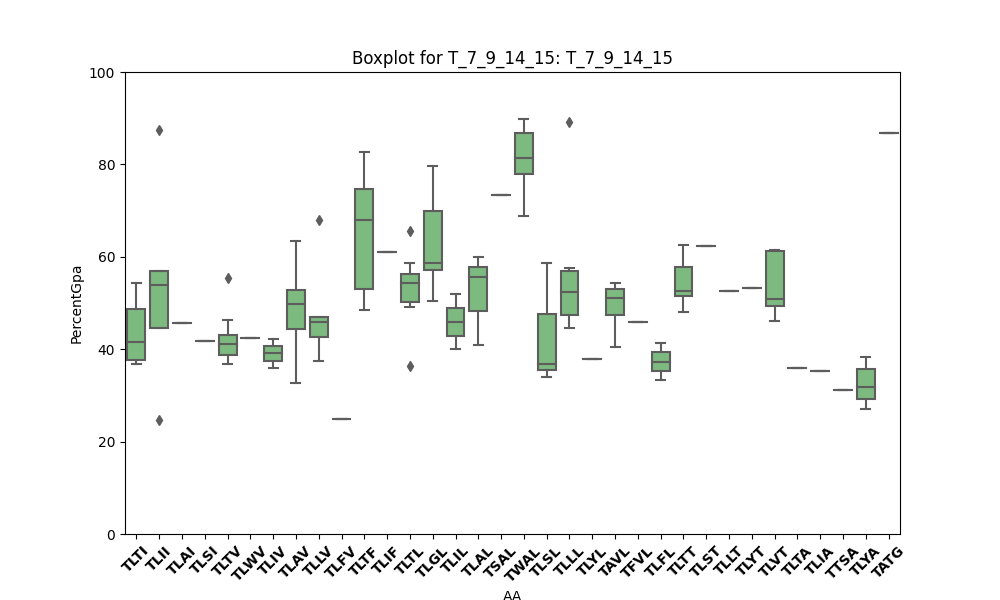 Boxplot for T_7_9_14_15: T_7_9_14_15
PercentGpa
100
80
60
40
20
0
TLTI TLII TLAI TLSI TLTV TLWV TLIV TLAV TLLV TLFV TLTF TLIF TLTL TLGL TLIL TLAL TSAL TWAL TLSL TLLL TLYL TAVL TFVL TLFL TLTT TLST TLLT TLYT TLVT TLTA TLIA TTSA TLYA TATG
AA